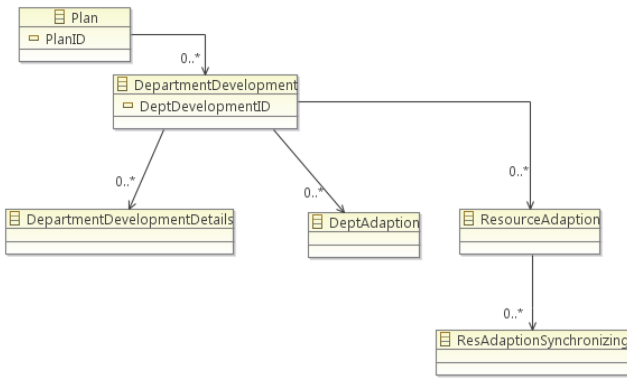 Plan
PlanID
0..*
DepartmentDevelopment
DeptDevelopmentID
0..*
0..*
0..*
DepartmentDevelopmentDetails
DeptAdaption
ResourceAdaption
0..*
ResAdaptionSynchronizing